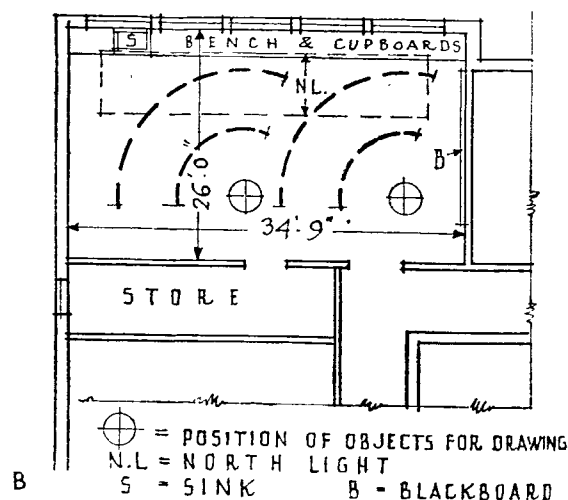 S BENCH & CUPBOARDS
N.L.
B
26'.0"
34'.9"
STORE
= POSITION OF OBJECTS FOR DRAWING
N.L = NORTH LIGHT
S = SINK B = BLACKBOARD
B